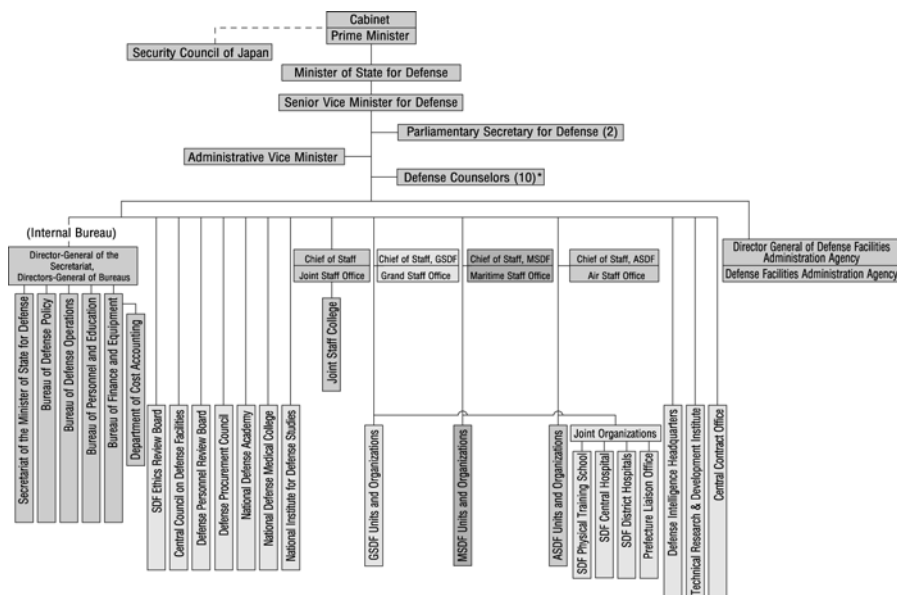 Cabinet
Prime Minister
Security Council of Japan
Minister of State for Defense
Senior Vice Minister for Defense
Parliamentary Secretary for Defense (2)
Administrative Vice Minister
Defense Counselors (10)*
(Internal Bureau)
Director-General of the
Secretariat,
Directors-General of Bureaus
Chief of Staff
Joint Staff Office
Chief of Staff, GSDF
Grand Staff Office
Chief of Staff, MSDF
Maritime Staff Office
Chief of Staff, ASDF
Air Staff Office
Director General of Defense Facilities
Administration Agency
Defense Facilities Administration Agency
Secretariat of the Minister of State for Defense
Bureau of Defense Policy
Bureau of Defense Operations
Bureau of Personnel and Education
Bureau of Finance and Equipment
Department of Cost Accounting
Joint Staff College
SDF Ethics Review Board
Central Council on Defense Facilities
Defense Personnel Review Board
Defense Procurement Council
National Defense Academy
National Defense Medical College
National Institute for Defense Studies
GSDF Units and Organizations
MSDF Units and Organizations
ASDF Units and Organizations
Joint Organizations
SDF Physical Training School
SDF Central Hospital
SDF District Hospitals
Prefecture Liaison Office
Defense Intelligence Headquarters
Technical Research & Development Institute
Central Contract Office